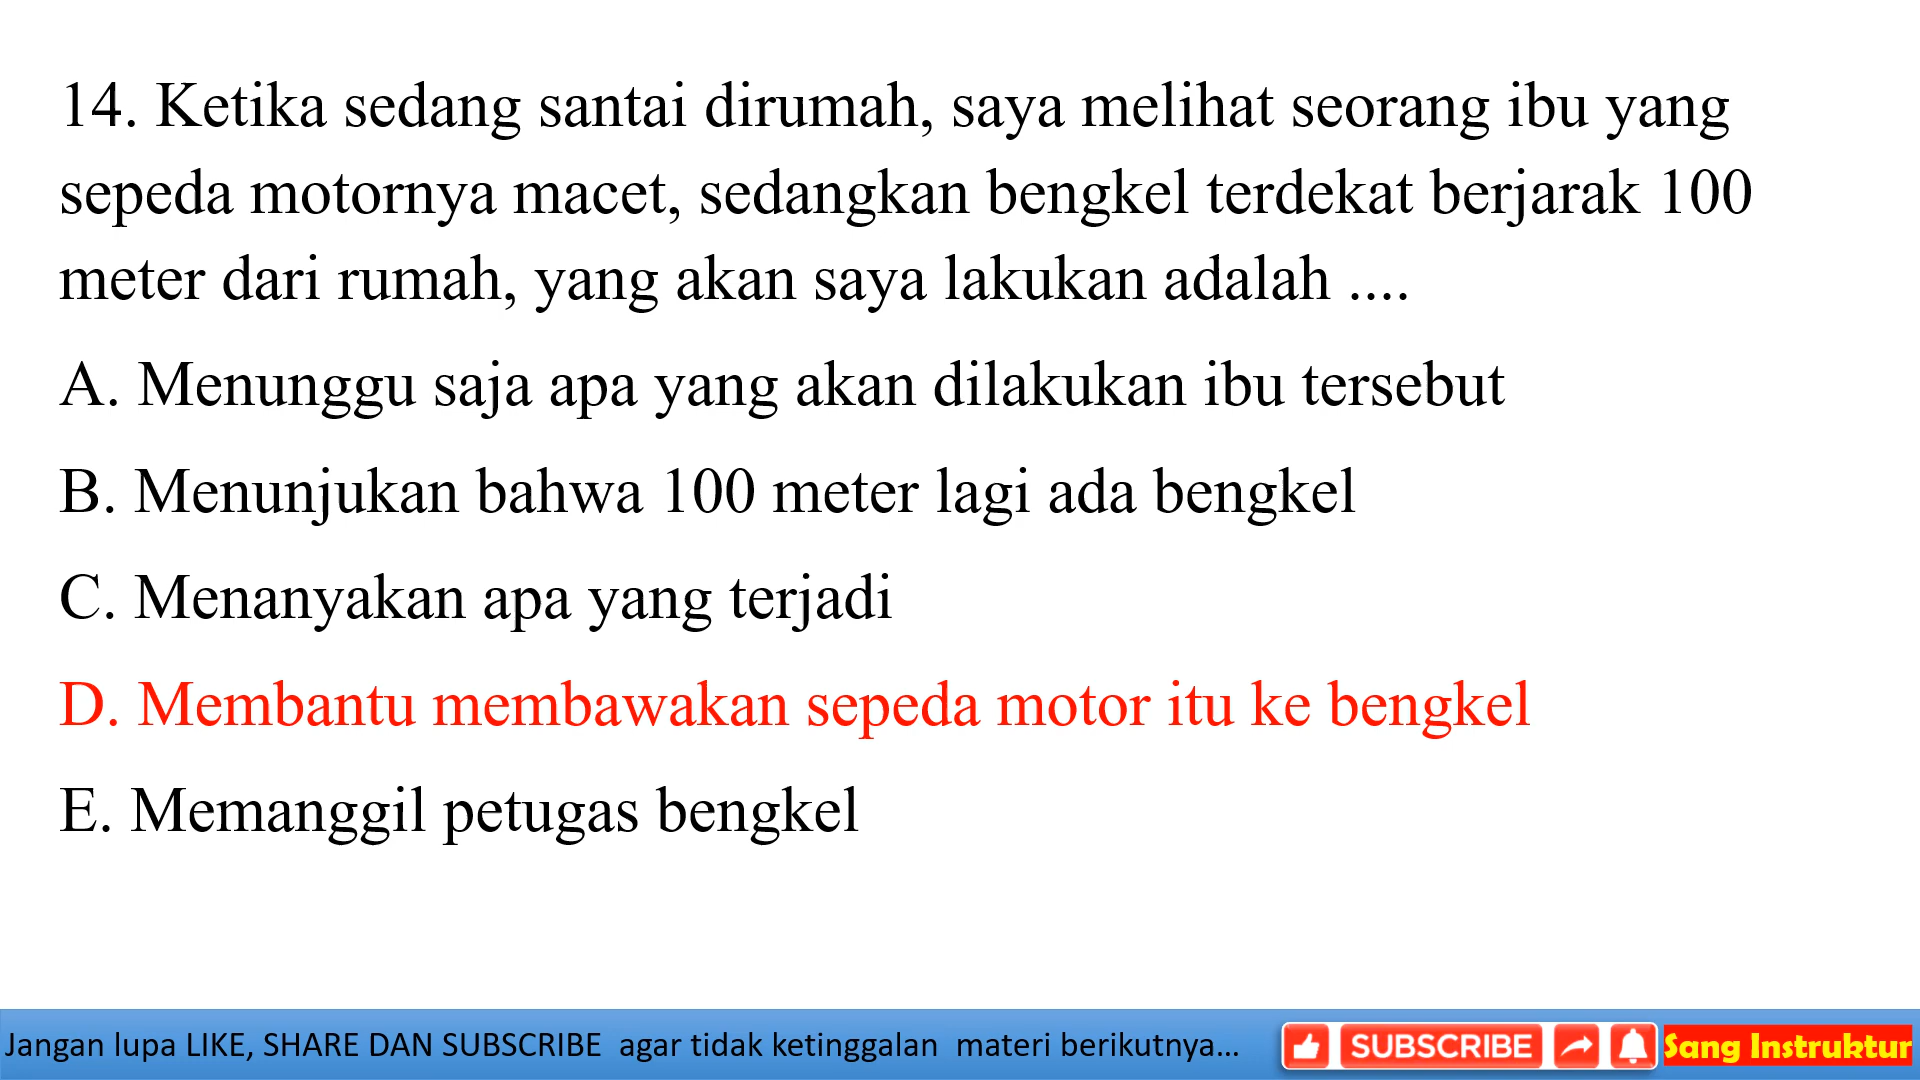 14. Ketika sedang santai dirumah, saya melihat seorang ibu yang
sepeda motornya macet, sedangkan bengkel terdekat berjarak 100
meter dari rumah, yang akan saya lakukan adalah ....
A. Menunggu saja apa yang akan dilakukan ibu tersebut
B. Menunjukan bahwa 100 meter lagi ada bengkel
C. Menanyakan apa yang terjadi
D. Membantu membawakan sepeda motor itu ke bengkel
E. Memanggil petugas bengkel
Jangan lupa LIKE, SHARE DAN SUBSCRIBE agar tidak ketinggalan materi berikutnya... SUBSCRIBE Sang Instruktur